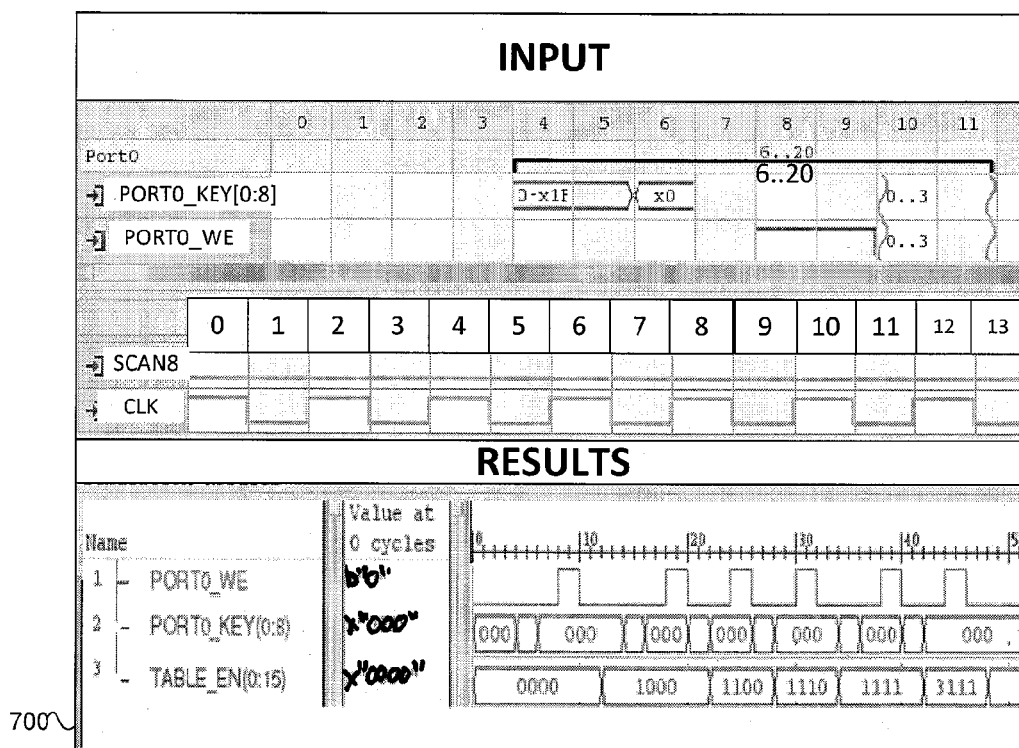 INPUT
0 1 2 3 4 5 6 7 8 9 10 11
Port0 6..20
6..20
PORT0_KEY[0:8] 0-x1F x0 0..3
PORT0_WE 0..3
0 1 2 3 4 5 6 7 8 9 10 11 12 13
SCAN8
CLK
RESULTS
Name Value at 0 cycles 0 10 20 30 40 5
1 PORT0_WE b"0"
2 PORT0_KEY(0:8) x"000" 000 000 000 000 000 000 000
3 TABLE_EN(0:15) x"0000" 0000 1000 1100 1110 1111 3111
700